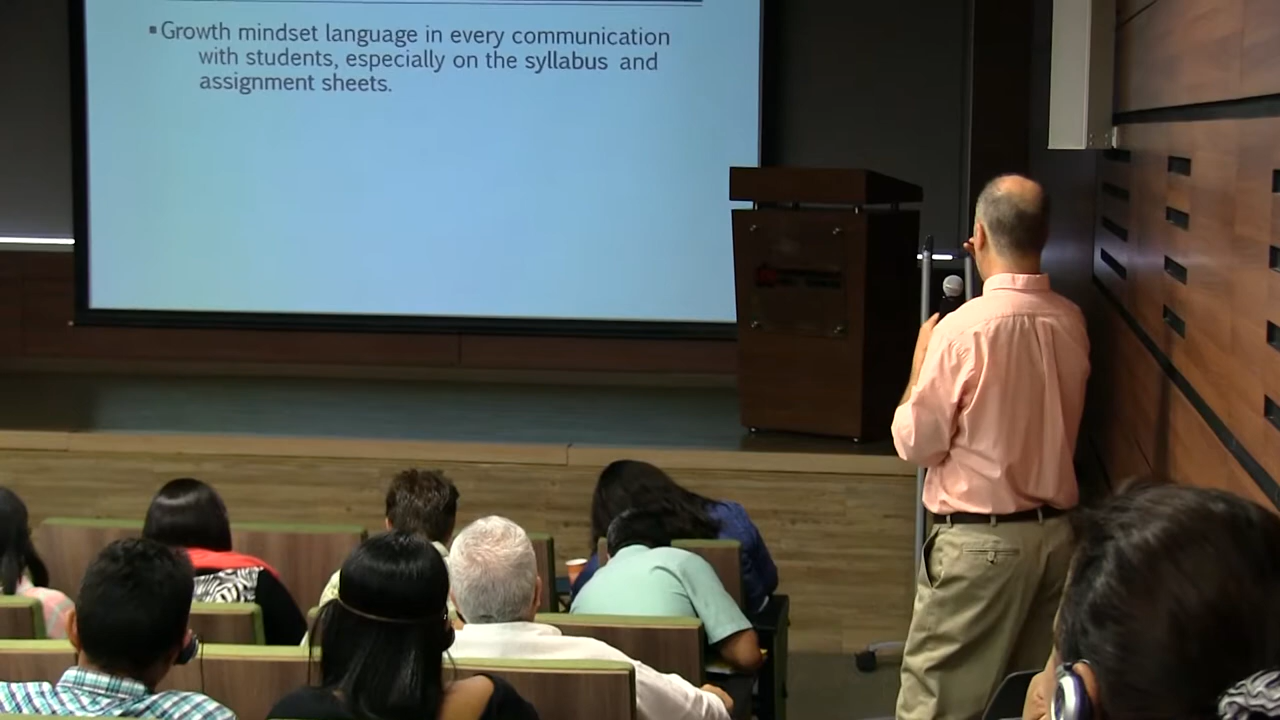 ▪Growth mindset language in every communication
with students, especially on the syllabus and
assignment sheets.